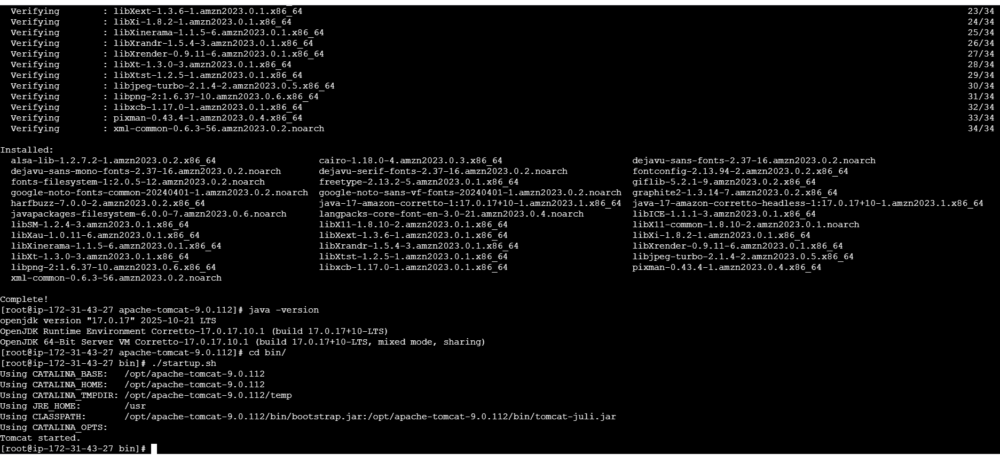 Verifying        : libXext-1.3.6-1.amzn2023.0.1.x86_64 23/34
Verifying        : libXi-1.8.2-1.amzn2023.0.1.x86_64 24/34
Verifying        : libXinerama-1.1.5-6.amzn2023.0.1.x86_64 25/34
Verifying        : libXrandr-1.5.4-3.amzn2023.0.1.x86_64 26/34
Verifying        : libXrender-0.9.11-6.amzn2023.0.1.x86_64 27/34
Verifying        : libXt-1.3.0-3.amzn2023.0.1.x86_64 28/34
Verifying        : libXtst-1.2.5-1.amzn2023.0.1.x86_64 29/34
Verifying        : libjpeg-turbo-2.1.4-2.amzn2023.0.5.x86_64 30/34
Verifying        : libpng-2:1.6.37-10.amzn2023.0.6.x86_64 31/34
Verifying        : libxcb-1.17.0-1.amzn2023.0.1.x86_64 32/34
Verifying        : pixman-0.43.4-1.amzn2023.0.4.x86_64 33/34
Verifying        : xml-common-0.6.3-56.amzn2023.0.2.noarch 34/34
Installed:
alsa-lib-1.2.7.2-1.amzn2023.0.2.x86_64 cairo-1.18.0-4.amzn2023.0.3.x86_64 dejavu-sans-fonts-2.37-16.amzn2023.0.2.noarch
dejavu-sans-mono-fonts-2.37-16.amzn2023.0.2.noarch dejavu-serif-fonts-2.37-16.amzn2023.0.2.noarch fontconfig-2.13.94-2.amzn2023.0.2.x86_64
fonts-filesystem-1:2.0.5-12.amzn2023.0.2.noarch freetype-2.13.2-5.amzn2023.0.1.x86_64 giflib-5.2.1-9.amzn2023.0.2.x86_64
google-noto-fonts-common-20240401-1.amzn2023.0.2.noarch google-noto-sans-vf-fonts-20240401-1.amzn2023.0.2.noarch graphite2-1.3.14-7.amzn2023.0.2.x86_64
harfbuzz-7.0.0-2.amzn2023.0.2.x86_64 java-17-amazon-corretto-1:17.0.17+10-1.amzn2023.1.x86_64 java-17-amazon-corretto-headless-1:17.0.17+10-1.amzn2023.1.x86_64
javapackages-filesystem-6.0.0-7.amzn2023.0.6.noarch langpacks-core-font-en-3.0-21.amzn2023.0.4.noarch libICE-1.1.1-3.amzn2023.0.1.x86_64
libSM-1.2.4-3.amzn2023.0.1.x86_64 libX11-1.8.10-2.amzn2023.0.1.x86_64 libX11-common-1.8.10-2.amzn2023.0.1.noarch
libXau-1.0.11-6.amzn2023.0.1.x86_64 libXext-1.3.6-1.amzn2023.0.1.x86_64 libXi-1.8.2-1.amzn2023.0.1.x86_64
libXinerama-1.1.5-6.amzn2023.0.1.x86_64 libXrandr-1.5.4-3.amzn2023.0.1.x86_64 libXrender-0.9.11-6.amzn2023.0.1.x86_64
libXt-1.3.0-3.amzn2023.0.1.x86_64 libXtst-1.2.5-1.amzn2023.0.1.x86_64 libjpeg-turbo-2.1.4-2.amzn2023.0.5.x86_64
libpng-2:1.6.37-10.amzn2023.0.6.x86_64 libxcb-1.17.0-1.amzn2023.0.1.x86_64 pixman-0.43.4-1.amzn2023.0.4.x86_64
xml-common-0.6.3-56.amzn2023.0.2.noarch
Complete!
[root@ip-172-31-43-27 apache-tomcat-9.0.112]# java -version
openjdk version "17.0.17" 2025-10-21 LTS
OpenJDK Runtime Environment Corretto-17.0.17.10.1 (build 17.0.17+10-LTS)
OpenJDK 64-Bit Server VM Corretto-17.0.17.10.1 (build 17.0.17+10-LTS, mixed mode, sharing)
[root@ip-172-31-43-27 apache-tomcat-9.0.112]# cd bin/
[root@ip-172-31-43-27 bin]# ./startup.sh
Using CATALINA_BASE:   /opt/apache-tomcat-9.0.112
Using CATALINA_HOME:   /opt/apache-tomcat-9.0.112
Using CATALINA_TMPDIR: /opt/apache-tomcat-9.0.112/temp
Using JRE_HOME:        /usr
Using CLASSPATH:       /opt/apache-tomcat-9.0.112/bin/bootstrap.jar:/opt/apache-tomcat-9.0.112/bin/tomcat-juli.jar
Using CATALINA_OPTS:
Tomcat started.
[root@ip-172-31-43-27 bin]#